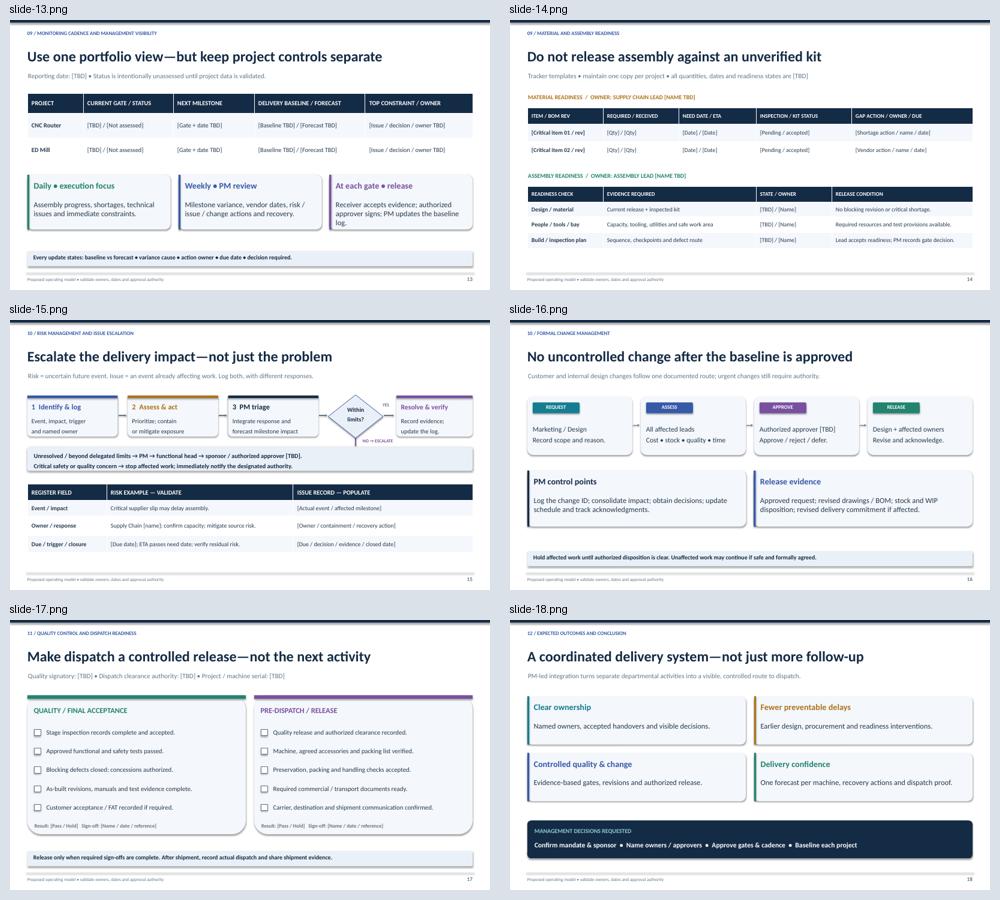 slide-13.png
09 / MONITORING CADENCE AND MANAGEMENT VISIBILITY
Use one portfolio view—but keep project controls separate
Reporting date: [TBD] • Status is intentionally unassessed until project data is validated.
PROJECT CURRENT GATE / STATUS NEXT MILESTONE DELIVERY BASELINE / FORECAST TOP CONSTRAINT / OWNER
CNC Router [TBD] / [Not assessed] [Gate + date TBD] [Baseline TBD] / [Forecast TBD] [Issue / decision / owner TBD]
ED Mill [TBD] / [Not assessed] [Gate + date TBD] [Baseline TBD] / [Forecast TBD] [Issue / decision / owner TBD]
Daily • execution focus
Assembly progress, shortages, technical
issues and immediate constraints.
Weekly • PM review
Milestone variance, vendor dates, risk /
issue / change actions and recovery.
At each gate • release
Receiver accepts evidence; authorized
approver signs; PM updates the baseline
log.
Every update states: baseline vs forecast • variance cause • action owner • due date • decision required.
Proposed operating model • validate owners, dates and approval authority
13
slide-14.png
09 / MATERIAL AND ASSEMBLY READINESS
Do not release assembly against an unverified kit
Tracker templates • maintain one copy per project • all quantities, dates and readiness states are [TBD]
MATERIAL READINESS / OWNER: SUPPLY CHAIN LEAD [NAME TBD]
ITEM / BOM REV REQUIRED / RECEIVED NEED DATE / ETA INSPECTION / KIT STATUS GAP ACTION / OWNER / DUE
[Critical item 01 / rev] [Qty] / [Qty] [Date] / [Date] [Pending / accepted] [Shortage action / name / date]
[Critical item 02 / rev] [Qty] / [Qty] [Date] / [Date] [Pending / accepted] [Vendor action / name / date]
ASSEMBLY READINESS / OWNER: ASSEMBLY LEAD [NAME TBD]
READINESS CHECK EVIDENCE REQUIRED STATE / OWNER RELEASE CONDITION
Design / material Current release + inspected kit [TBD] / [Name] No blocking revision or critical shortage.
People / tools / bay Capacity, tooling, utilities and safe work area [TBD] / [Name] Required resources and test provisions available.
Build / inspection plan Sequence, checkpoints and defect route [TBD] / [Name] Lead accepts readiness; PM records gate decision.
Proposed operating model • validate owners, dates and approval authority
14
slide-15.png
10 / RISK MANAGEMENT AND ISSUE ESCALATION
Escalate the delivery impact—not just the problem
Risk = uncertain future event. Issue = an event already affecting work. Log both, with different responses.
1 Identify & log
Event, impact, trigger
and named owner
2 Assess & act
Prioritize; contain
or mitigate exposure
3 PM triage
Integrate response and
forecast milestone impact
Within
limits?
YES
NO → ESCALATE
Resolve & verify
Record evidence;
update the log.
Unresolved / beyond delegated limits → PM → functional head → sponsor / authorized approver [TBD].
Critical safety or quality concern → stop affected work; immediately notify the designated authority.
REGISTER FIELD RISK EXAMPLE — VALIDATE ISSUE RECORD — POPULATE
Event / impact Critical supplier slip may delay assembly. [Actual event / affected milestone]
Owner / response Supply Chain [name]; confirm capacity; mitigate source risk. [Owner / containment / recovery action]
Due / trigger / closure [Due date]; ETA passes need date; verify residual risk. [Due / decision / evidence / closed date]
Proposed operating model • validate owners, dates and approval authority
15
slide-16.png
10 / FORMAL CHANGE MANAGEMENT
No uncontrolled change after the baseline is approved
Customer and internal design changes follow one documented route; urgent changes still require authority.
REQUEST
Marketing / Design
Record scope and reason.
ASSESS
All affected leads
Cost • stock • quality • time
APPROVE
Authorized approver [TBD]
Approve / reject / defer.
RELEASE
Design + affected owners
Revise and acknowledge.
PM control points
Log the change ID; consolidate impact; obtain decisions; update
schedule and track acknowledgments.
Release evidence
Approved request; revised drawings / BOM; stock and WIP
disposition; revised delivery commitment if affected.
Hold affected work until authorized disposition is clear. Unaffected work may continue if safe and formally agreed.
Proposed operating model • validate owners, dates and approval authority
16
slide-17.png
11 / QUALITY CONTROL AND DISPATCH READINESS
Make dispatch a controlled release—not the next activity
Quality signatory: [TBD] • Dispatch clearance authority: [TBD] • Project / machine serial: [TBD]
QUALITY / FINAL ACCEPTANCE
Stage inspection records complete and accepted.
Approved functional and safety tests passed.
Blocking defects closed; concessions authorized.
As-built revisions, manuals and test evidence complete.
Customer acceptance / FAT recorded if required.
Result: [Pass / Hold] Sign-off: [Name / date / reference]
PRE-DISPATCH / RELEASE
Quality release and authorized clearance recorded.
Machine, agreed accessories and packing list verified.
Preservation, packing and handling checks accepted.
Required commercial / transport documents ready.
Carrier, destination and shipment communication confirmed.
Result: [Pass / Hold] Sign-off: [Name / date / reference]
Release only when required sign-offs are complete. After shipment, record actual dispatch and share shipment evidence.
Proposed operating model • validate owners, dates and approval authority
17
slide-18.png
12 / EXPECTED OUTCOMES AND CONCLUSION
A coordinated delivery system—not just more follow-up
PM-led integration turns separate departmental activities into a visible, controlled route to dispatch.
Clear ownership
Named owners, accepted handovers and visible decisions.
Fewer preventable delays
Earlier design, procurement and readiness interventions.
Controlled quality & change
Evidence-based gates, revisions and authorized release.
Delivery confidence
One forecast per machine, recovery actions and dispatch proof.
MANAGEMENT DECISIONS REQUESTED
Confirm mandate & sponsor • Name owners / approvers • Approve gates & cadence • Baseline each project
Proposed operating model • validate owners, dates and approval authority
18